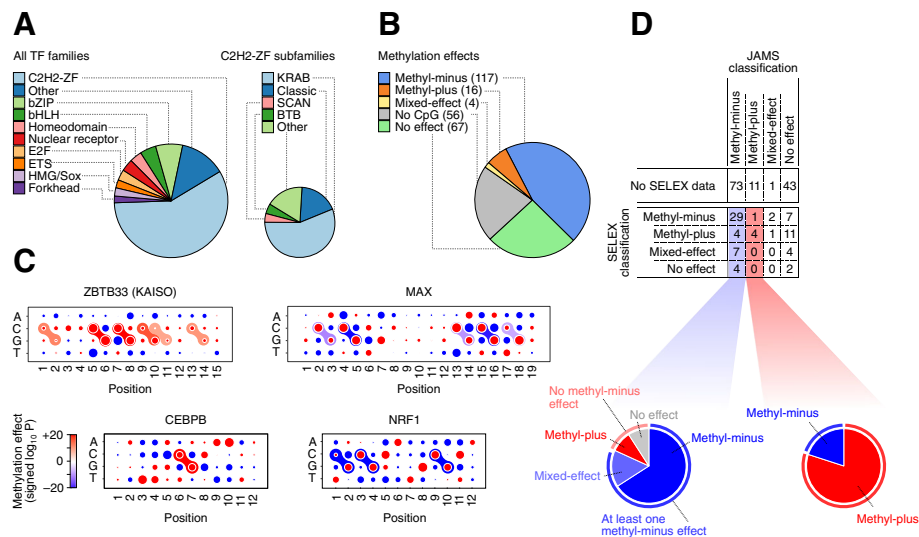 A
All TF families
C2H2-ZF
Other
bZIP
bHLH
Homeodomain
Nuclear receptor
E2F
ETS
HMG/Sox
Forkhead
C2H2-ZF subfamilies
KRAB
Classic
SCAN
BTB
Other
B
Methylation effects
Methyl-minus (117)
Methyl-plus (16)
Mixed-effect (4)
No CpG (56)
No effect (67)
C
ZBTB33 (KAISO)
A
C
G
T
1 2 3 4 5 6 7 8 9 10 11 12 13 14 15
Position
MAX
A
C
G
T
1 2 3 4 5 6 7 8 9 10 11 12 13 14 15 16 17 18 19
Position
Methylation effect
(signed log10 P)
+20
0
−20
CEBPB
A
C
G
T
1 2 3 4 5 6 7 8 9 10 11 12
Position
NRF1
A
C
G
T
1 2 3 4 5 6 7 8 9 10 11 12
Position
D
JAMS
classification
Methyl-minus
Methyl-plus
Mixed-effect
No effect
No SELEX data 73 11 1 43
SELEX
classification
Methyl-minus 29 1 2 7
Methyl-plus 4 4 1 11
Mixed-effect 7 0 0 4
No effect 4 0 0 2
No methyl-minus
effect
No effect
Methyl-plus
Methyl-minus
Mixed-effect
At least one
methyl-minus effect
Methyl-minus
Methyl-plus